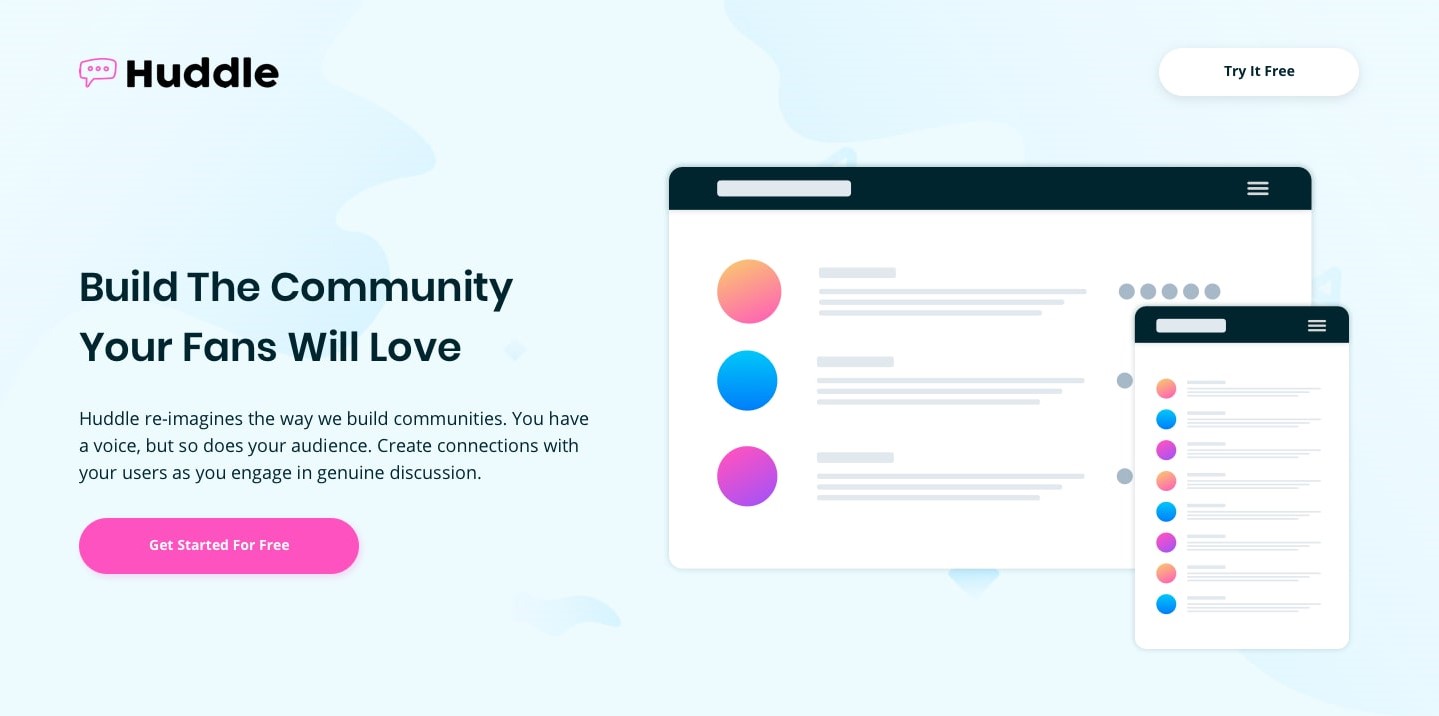 Huddle
Try It Free
Build The Community
Your Fans Will Love
Huddle re-imagines the way we build communities. You have
a voice, but so does your audience. Create connections with
your users as you engage in genuine discussion.
Get Started For Free